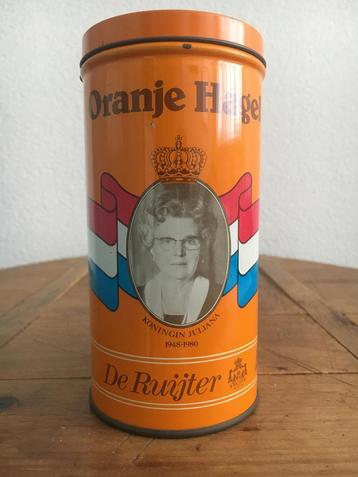 Oranje Hagel
KONINGIN JULIANA
1948-1980
De Ruijter